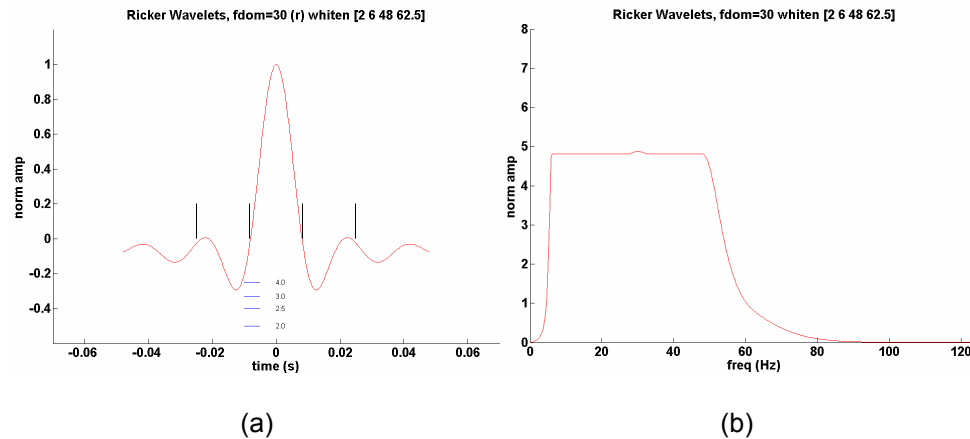 Ricker Wavelets, fdom=30 (r) whiten [2 6 48 62.5]
norm amp
1
0.8
0.6
0.4
0.2
0
-0.2
-0.4
4.0
3.0
2.5
2.0
-0.06 -0.04 -0.02 0 0.02 0.04 0.06
time (s)
(a)
Ricker Wavelets, fdom=30 whiten [2 6 48 62.5]
norm amp
8
7
6
5
4
3
2
1
0
0 20 40 60 80 100 120
freq (Hz)
(b)